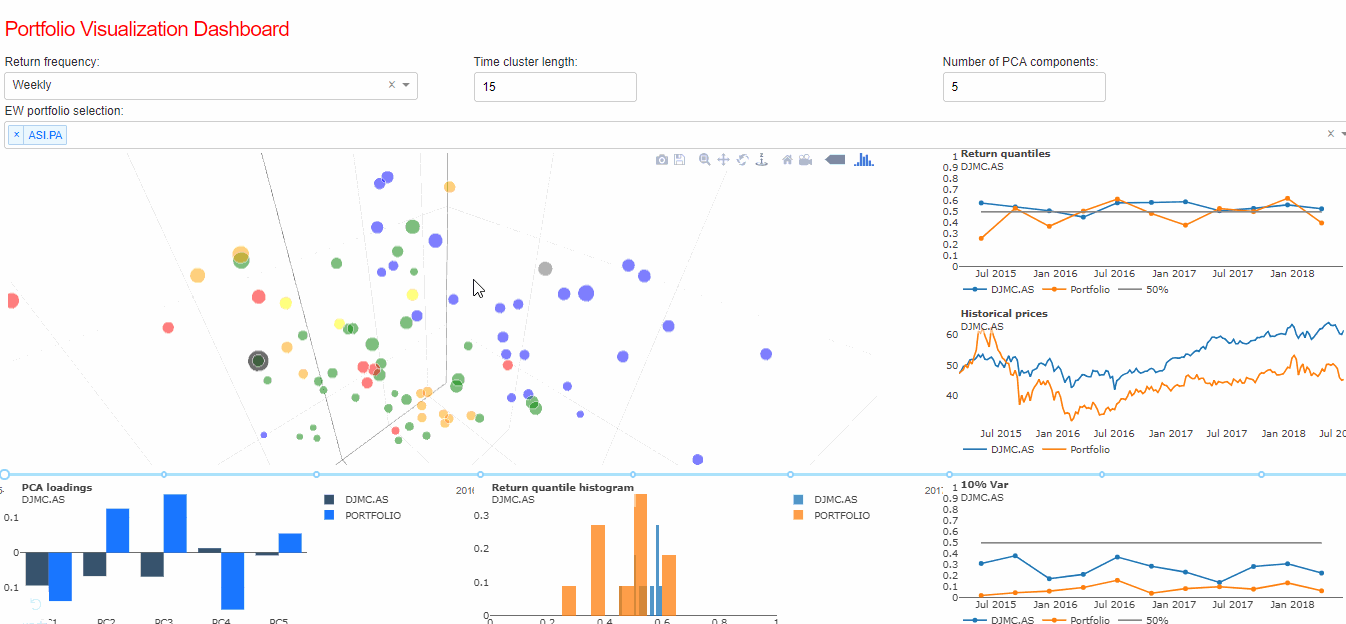 Portfolio Visualization Dashboard
Return frequency:
Time cluster length:
Number of PCA components:
Weekly
× 
15
5
EW portfolio selection:
× ASI.PA
×
Return quantiles
DJMC.AS
1
0.9
0.8
0.7
0.6
0.5
0.4
0.3
0.2
0.1
0
Jul 2015 Jan 2016 Jul 2016 Jan 2017 Jul 2017 Jan 2018
DJMC.AS Portfolio 50%
Historical prices
DJMC.AS
60
50
40
Jul 2015 Jan 2016 Jul 2016 Jan 2017 Jul 2017 Jan 2018 Jul 20
DJMC.AS Portfolio
PCA loadings
DJMC.AS
0.1
0
0.1
PC2 PC3 PC4 PC5
DJMC.AS
PORTFOLIO
2016
Return quantile histogram
DJMC.AS
0.3
0.2
0.1
0
0 0.2 0.4 0.6 0.8 1
DJMC.AS
PORTFOLIO
2017
10% Var
DJMC.AS
1
0.9
0.8
0.7
0.6
0.5
0.4
0.3
0.2
0.1
0
Jul 2015 Jan 2016 Jul 2016 Jan 2017 Jul 2017 Jan 2018
DJMC.AS Portfolio 50%